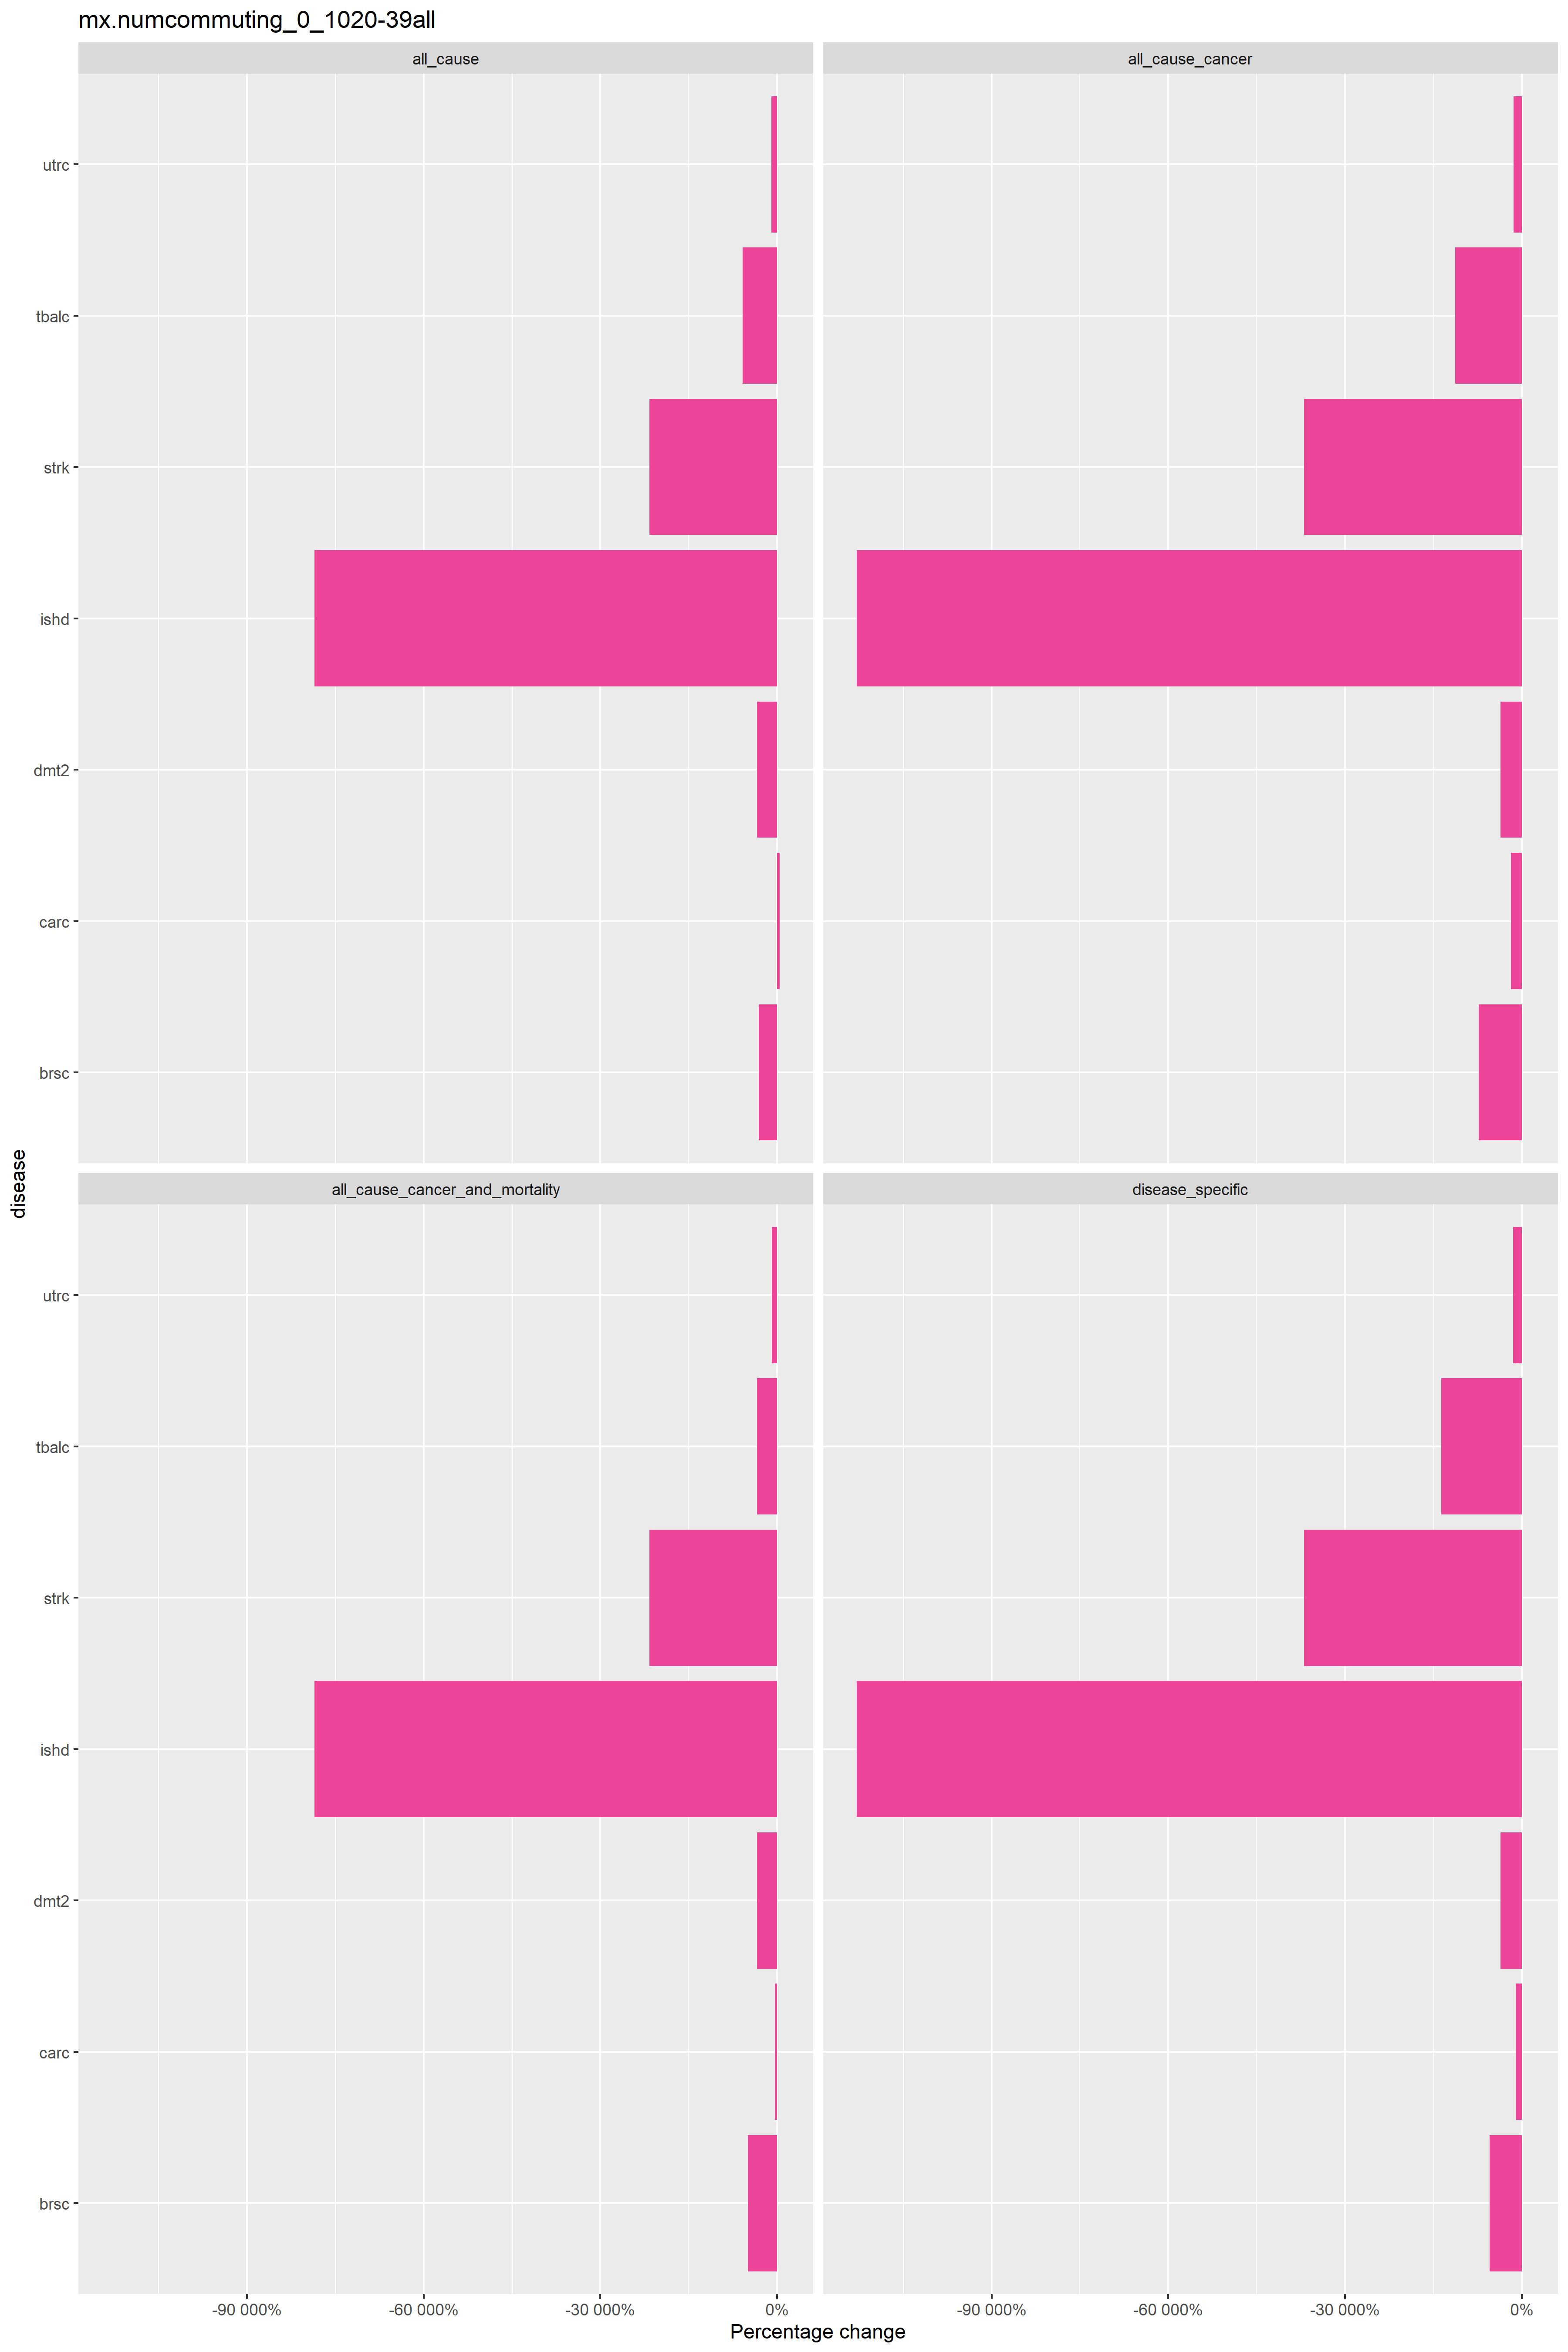 mx.numcommuting_0_1020-39all
all_cause
all_cause_cancer
utrc
tbalc
strk
ishd
dmt2
carc
brsc
disease
all_cause_cancer_and_mortality
disease_specific
utrc
tbalc
strk
ishd
dmt2
carc
brsc
-90 000% -60 000% -30 000% 0%
-90 000% -60 000% -30 000% 0%
Percentage change